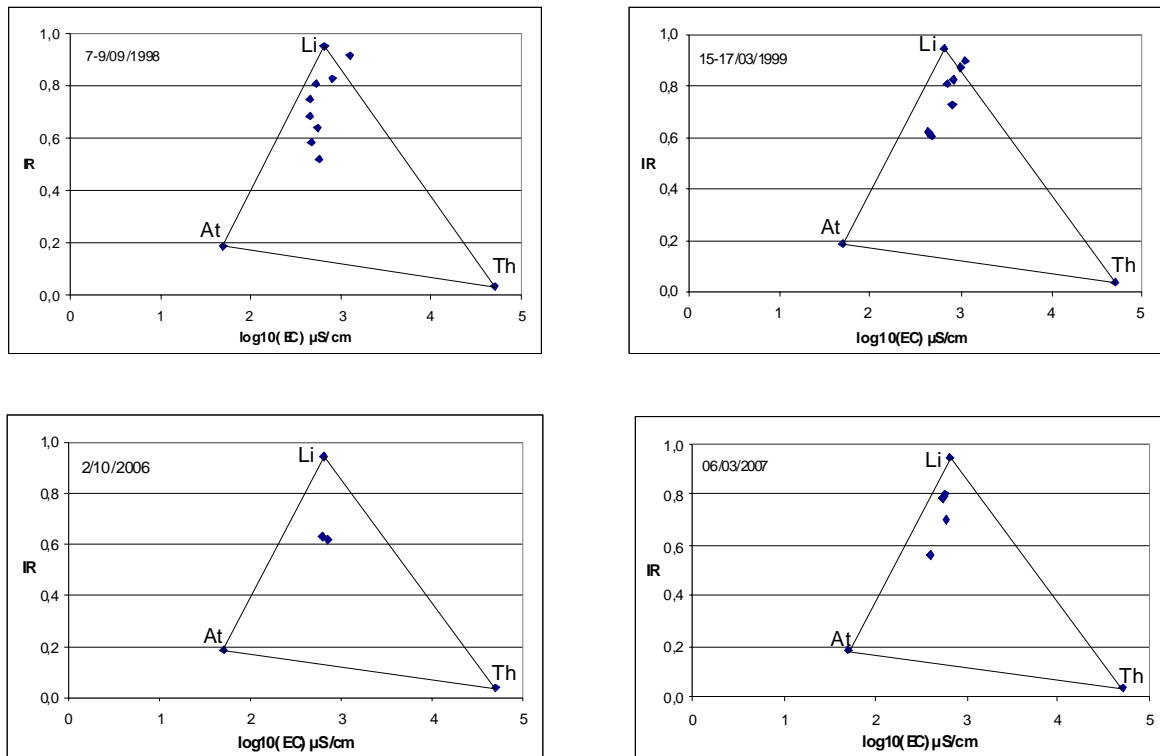 7-9/09/1998
Li
At
Th
IR
1,0
0,8
0,6
0,4
0,2
0,0
0 1 2 3 4 5
log10(EC) µS/cm
15-17/03/1999
Li
At
Th
IR
1,0
0,8
0,6
0,4
0,2
0,0
0 1 2 3 4 5
log10(EC) µS/cm
2/10/2006
Li
At
Th
IR
1,0
0,8
0,6
0,4
0,2
0,0
0 1 2 3 4 5
log10(EC) µS/cm
06/03/2007
Li
At
Th
IR
1,0
0,8
0,6
0,4
0,2
0,0
0 1 2 3 4 5
log10(EC) µS/cm